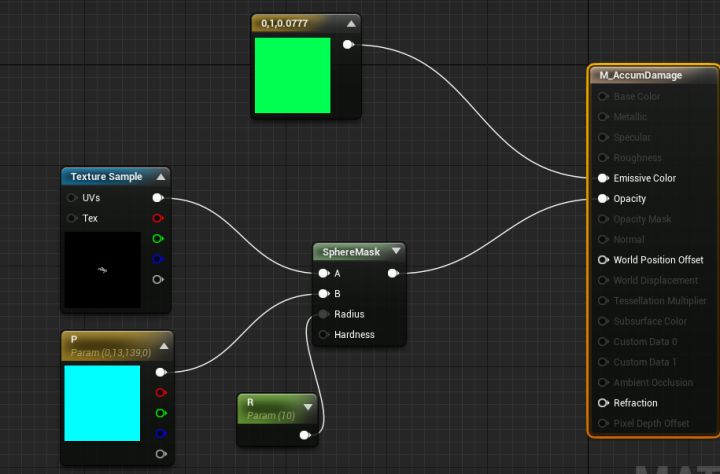 0,1,0.0777
M_AccumDamage
Base Color
Metallic
Specular
Roughness
Emissive Color
Opacity
Opacity Mask
Normal
World Position Offset
World Displacement
Tessellation Multiplier
Subsurface Color
Custom Data 0
Custom Data 1
Ambient Occlusion
Refraction
Pixel Depth Offset
Texture Sample
UVs
Tex
SphereMask
A
B
Radius
Hardness
P
Param (0,13,139,0)
R
Param (10)